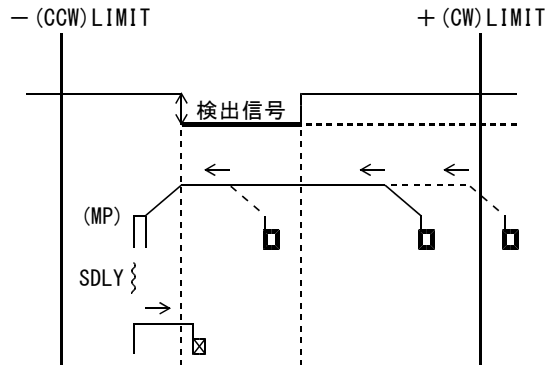 －(CCW)LIMIT
＋(CW)LIMIT
検出信号
(MP)
SDLY